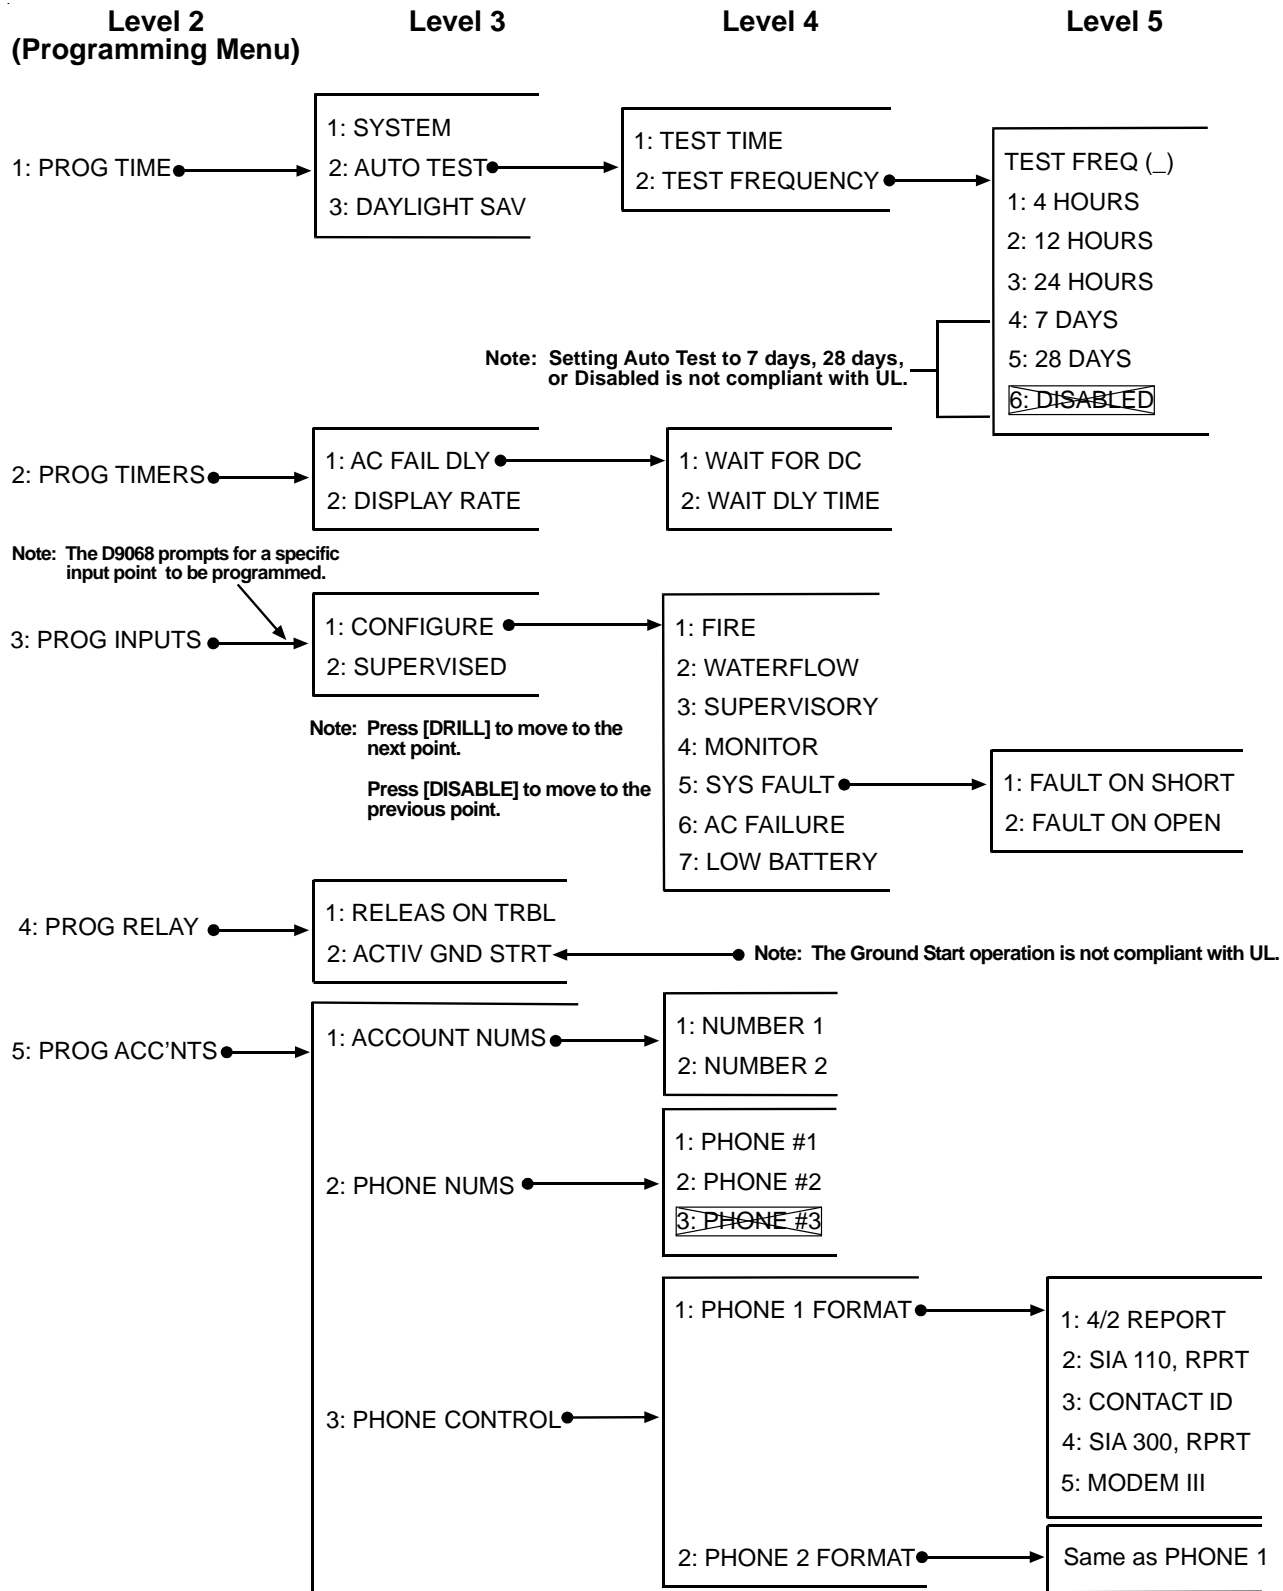 Level 2
(Programming Menu)
Level 3
Level 4
Level 5
1: PROG TIME
1: SYSTEM
2: AUTO TEST
3: DAYLIGHT SAV
1: TEST TIME
2: TEST FREQUENCY
TEST FREQ (_)
1: 4 HOURS
2: 12 HOURS
3: 24 HOURS
4: 7 DAYS
5: 28 DAYS
6: DISABLED
Note: Setting Auto Test to 7 days, 28 days,
or Disabled is not compliant with UL.
2: PROG TIMERS
1: AC FAIL DLY
2: DISPLAY RATE
1: WAIT FOR DC
2: WAIT DLY TIME
Note: The D9068 prompts for a specific
input point to be programmed.
3: PROG INPUTS
1: CONFIGURE
2: SUPERVISED
Note: Press [DRILL] to move to the
next point.
Press [DISABLE] to move to the
previous point.
1: FIRE
2: WATERFLOW
3: SUPERVISORY
4: MONITOR
5: SYS FAULT
6: AC FAILURE
7: LOW BATTERY
1: FAULT ON SHORT
2: FAULT ON OPEN
4: PROG RELAY
1: RELEAS ON TRBL
2: ACTIV GND STRT
Note: The Ground Start operation is not compliant with UL.
5: PROG ACC'NTS
1: ACCOUNT NUMS
1: NUMBER 1
2: NUMBER 2
2: PHONE NUMS
1: PHONE #1
2: PHONE #2
3: PHONE #3
3: PHONE CONTROL
1: PHONE 1 FORMAT
1: 4/2 REPORT
2: SIA 110, RPRT
3: CONTACT ID
4: SIA 300, RPRT
5: MODEM III
2: PHONE 2 FORMAT
Same as PHONE 1